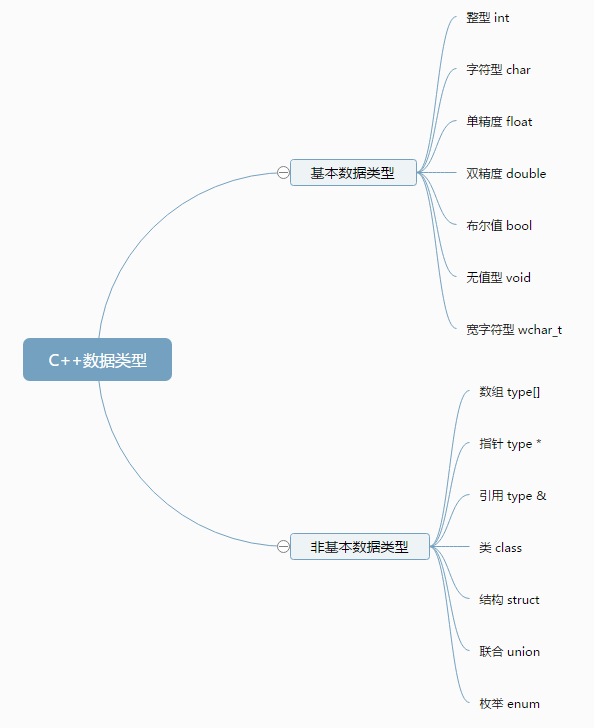 C++数据类型
基本数据类型
整型 int
字符型 char
单精度 float
双精度 double
布尔值 bool
无值型 void
宽字符型 wchar_t
非基本数据类型
数组 type[]
指针 type *
引用 type &
类 class
结构 struct
联合 union
枚举 enum